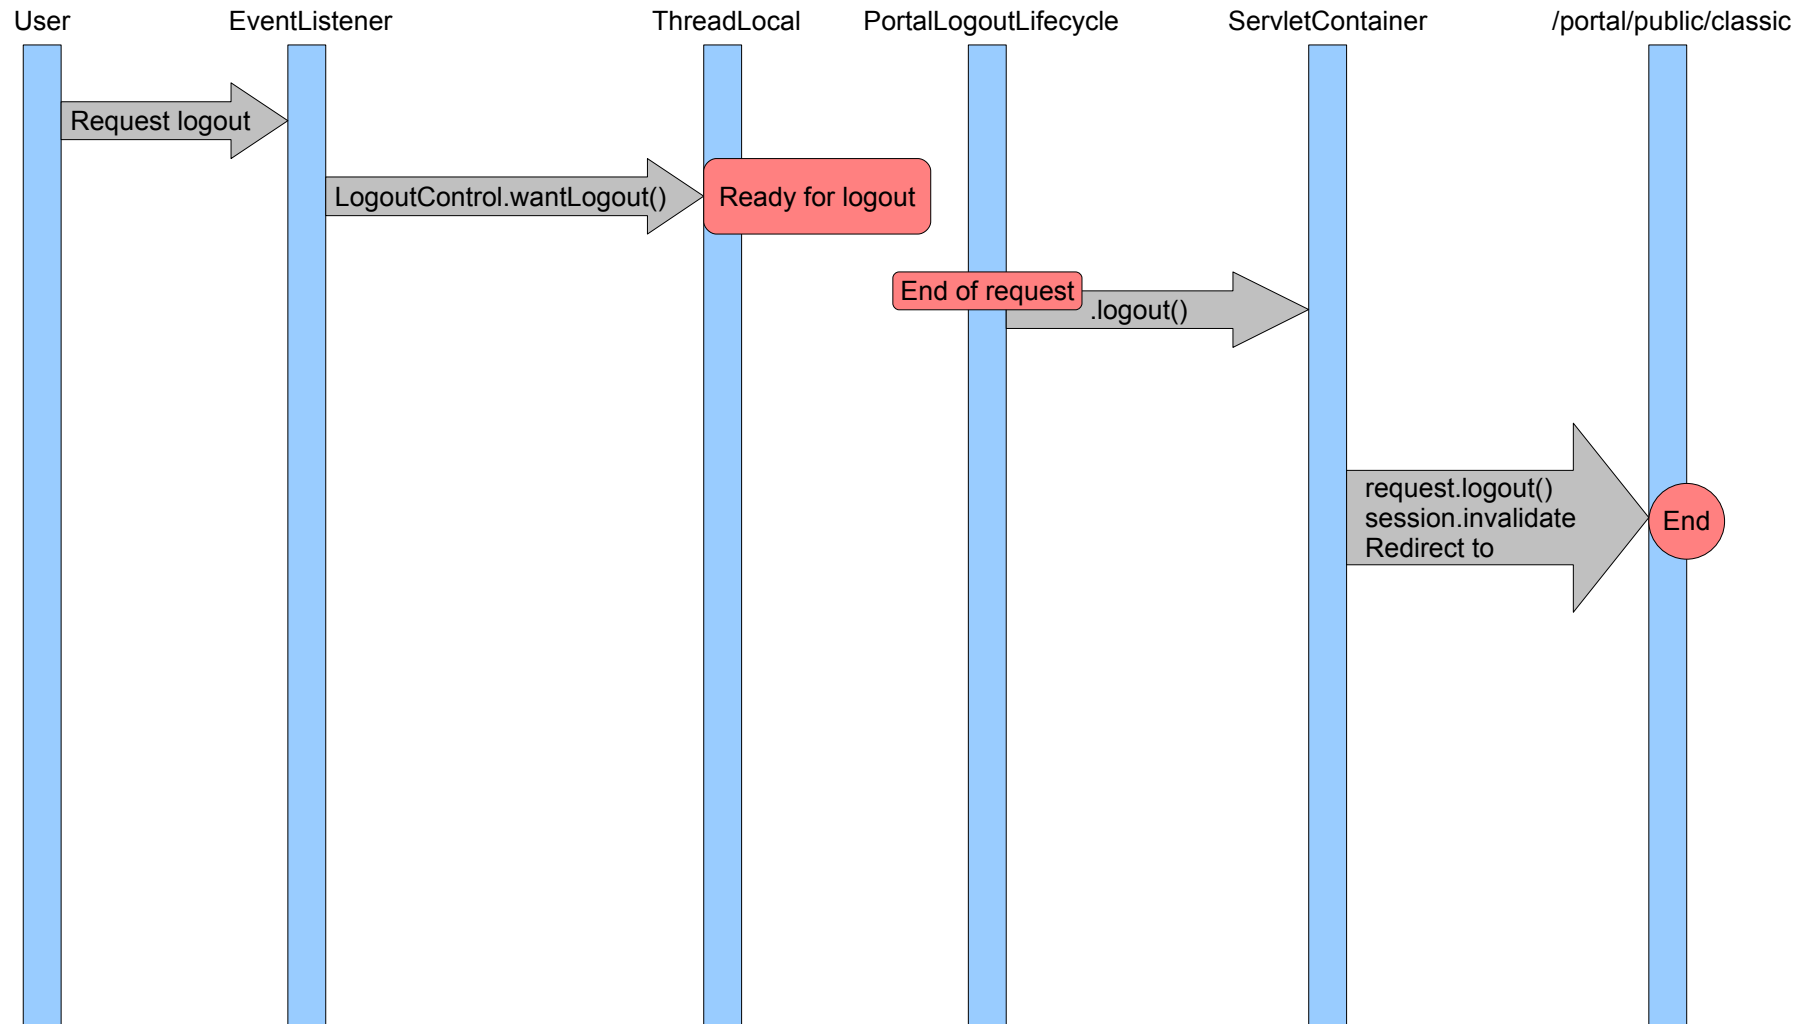 User
EventListener
ThreadLocal
PortalLogoutLifecycle
ServletContainer
/portal/public/classic
Request logout
LogoutControl.wantLogout()
Ready for logout
End of request
.logout()
request.logout()
session.invalidate
Redirect to
End